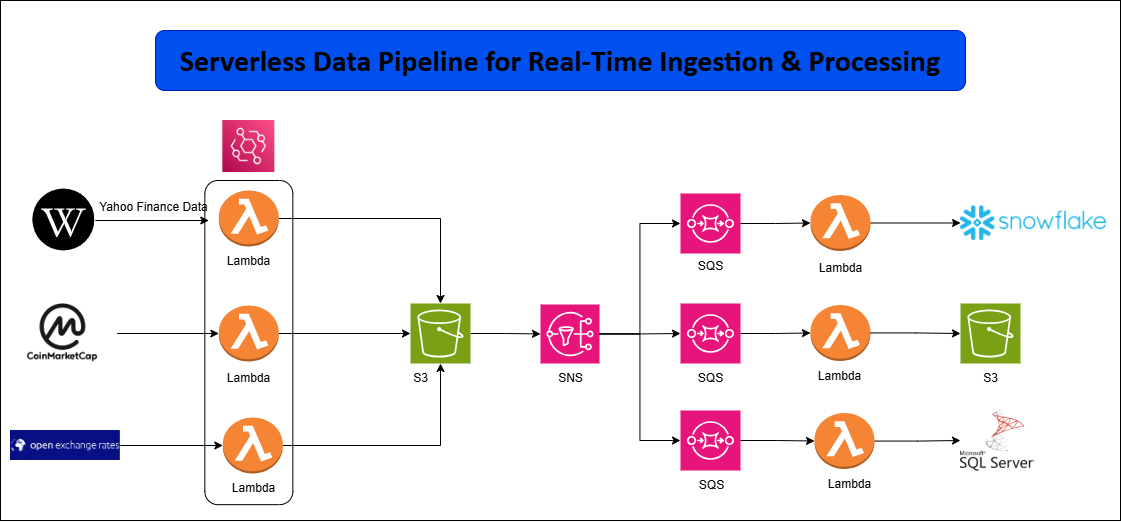 Serverless Data Pipeline for Real-Time Ingestion & Processing
W
Yahoo Finance Data
Lambda
SQS
Lambda
snowflake
CoinMarketCap
Lambda
S3
SNS
SQS
Lambda
S3
open exchange rates
Lambda
SQS
Lambda
Microsoft®
SQL Server